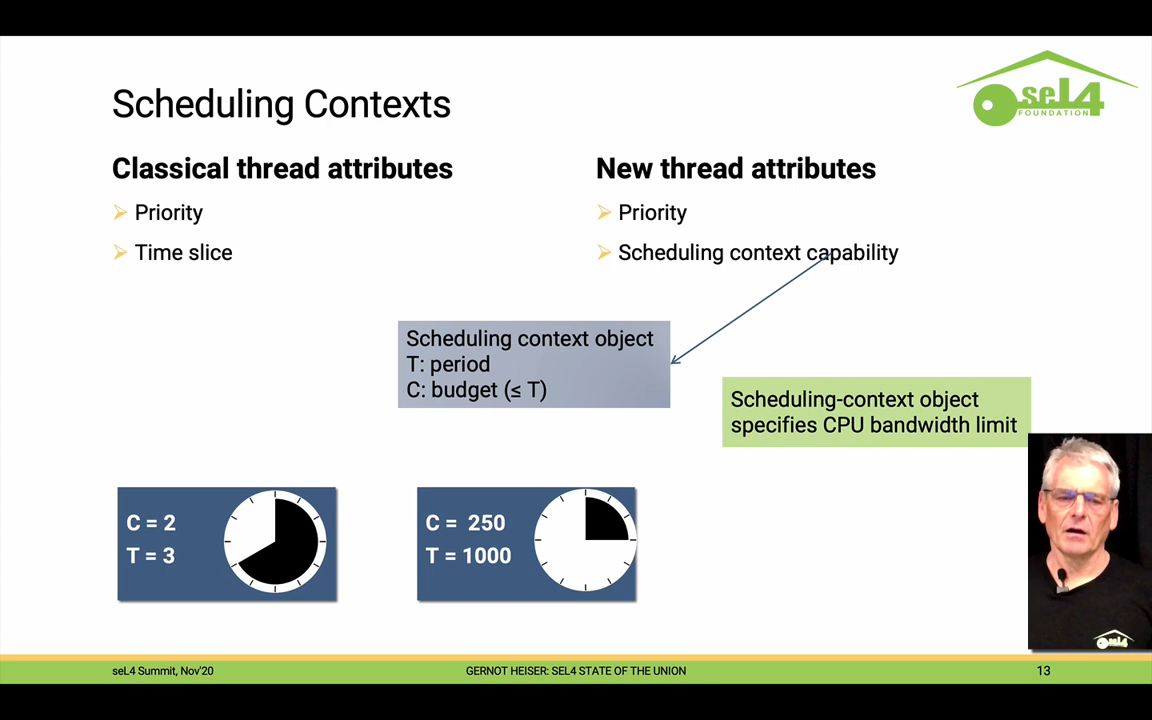 seL4
FOUNDATION
Scheduling Contexts
Classical thread attributes
Priority
Time slice
New thread attributes
Priority
Scheduling context capability
Scheduling context object
T: period
C: budget (≤ T)
Scheduling-context object
specifies CPU bandwidth limit
C = 2
T = 3
C = 250
T = 1000
seL4 Summit, Nov'20
GERNOT HEISER: SEL4 STATE OF THE UNION
13